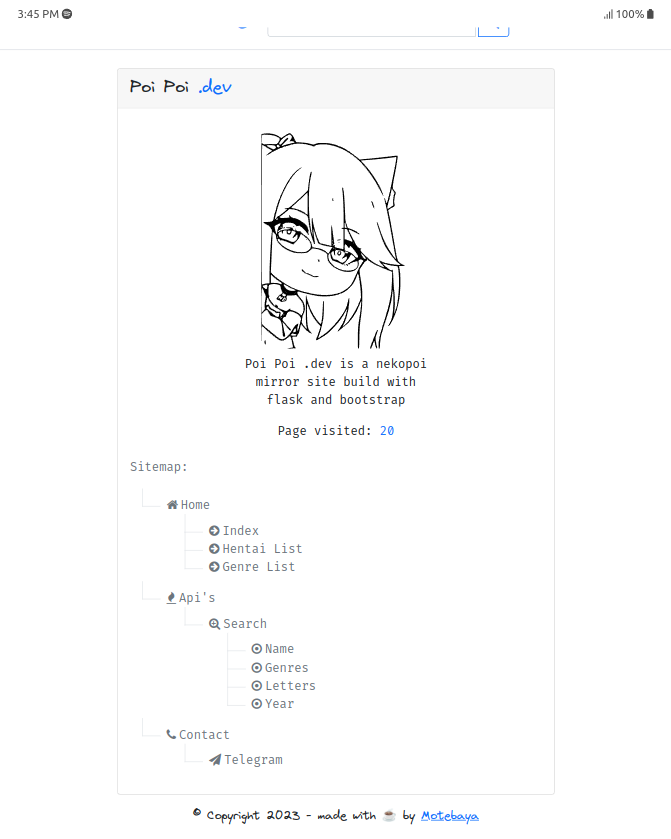 3:45 PM
100%
Poi Poi .dev
Poi Poi .dev is a nekopoi
mirror site build with
flask and bootstrap
Page visited: 20
Sitemap:
Home
Index
Hentai List
Genre List
Api's
Search
Name
Genres
Letters
Year
Contact
Telegram
© Copyright 2023 - made with ☕ by Motebaya